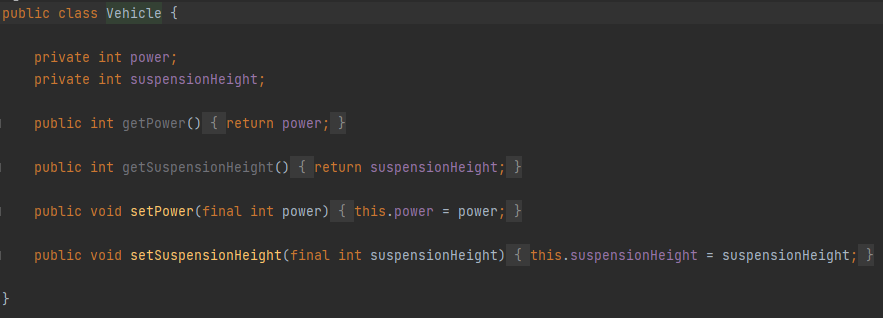 public class Vehicle {
private int power;
private int suspensionHeight;
public int getPower() { return power; }
public int getSuspensionHeight() { return suspensionHeight; }
public void setPower(final int power) { this.power = power; }
public void setSuspensionHeight(final int suspensionHeight) { this.suspensionHeight = suspensionHeight; }
}